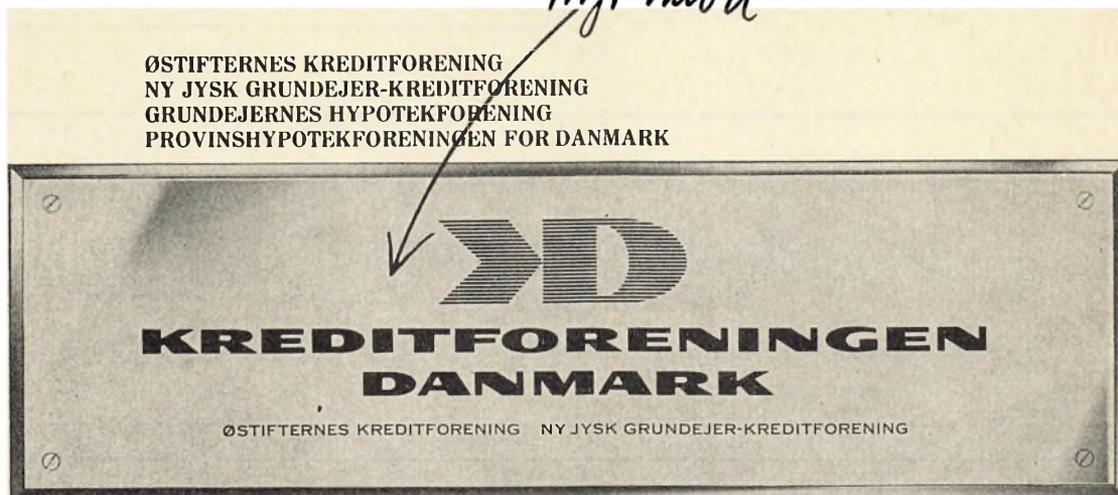 ØSTIFTERNES KREDITFORENING
NY JYSK GRUNDEJER-KREDITFORENING
GRUNDEJERNES HYPOTEKFORENING
PROVINSHYPOTEKFORENINGEN FOR DANMARK
KD
KREDITFORENINGEN
DANMARK
ØSTIFTERNES KREDITFORENING NY JYSK GRUNDEJER-KREDITFORENING